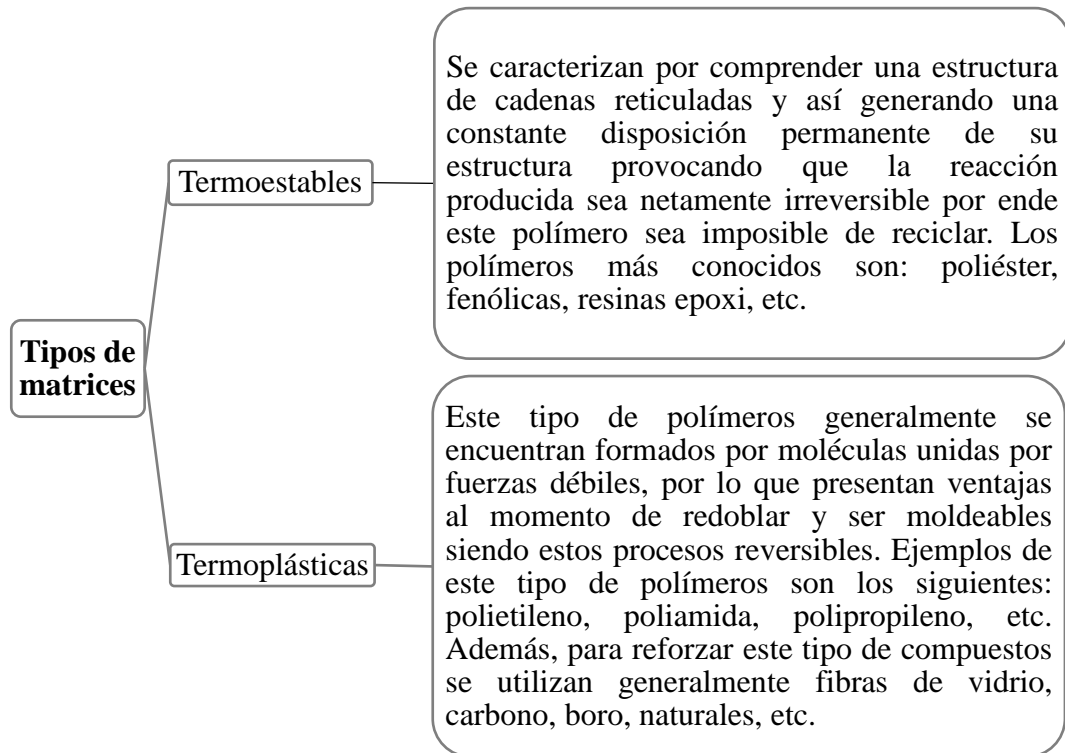 Tipos de
matrices
Termoestables
Se caracterizan por comprender una estructura
de cadenas reticuladas y así generando una
constante disposición permanente de su
estructura provocando que la reacción
producida sea netamente irreversible por ende
este polímero sea imposible de reciclar. Los
polímeros más conocidos son: poliéster,
fenólicas, resinas epoxi, etc.
Termoplásticas
Este tipo de polímeros generalmente se
encuentran formados por moléculas unidas por
fuerzas débiles, por lo que presentan ventajas
al momento de redoblar y ser moldeables
siendo estos procesos reversibles. Ejemplos de
este tipo de polímeros son los siguientes:
polietileno, poliamida, polipropileno, etc.
Además, para reforzar este tipo de compuestos
se utilizan generalmente fibras de vidrio,
carbono, boro, naturales, etc.